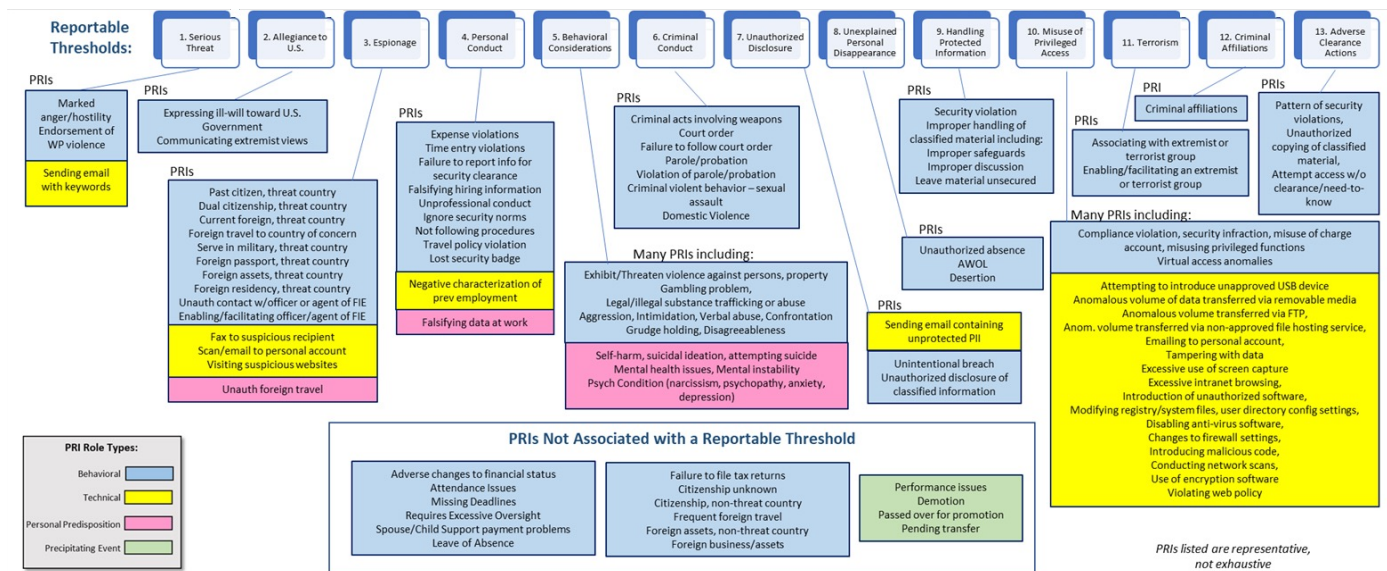 Reportable
Thresholds:
1. Serious
Threat
2. Allegiance to
U.S.
3. Espionage
4. Personal
Conduct
5. Behavioral
Considerations
6. Criminal
Conduct
7. Unauthorized
Disclosure
8. Unexplained
Personal
Disappearance
9. Handling
Protected
Information
10. Misuse of
Privileged
Access
11. Terrorism
12. Criminal
Affiliations
13. Adverse
Clearance
Actions
PRIs
Marked
anger/hostility
Endorsement of
WP violence
Sending email
with keywords
PRIs
Expressing ill-will toward U.S.
Government
Communicating extremist views
PRIs
Past citizen, threat country
Dual citizenship, threat country
Current foreign, threat country
Foreign travel to country of concern
Serve in military, threat country
Foreign passport, threat country
Foreign assets, threat country
Foreign residency, threat country
Unauth contact w/officer or agent of FIE
Enabling/facilitating officer/agent of FIE
Fax to suspicious recipient
Scan/email to personal account
Visiting suspicious websites
Unauth foreign travel
PRIs
Expense violations
Time entry violations
Failure to report info for
security clearance
Falsifying hiring information
Unprofessional conduct
Ignore security norms
Not following procedures
Travel policy violation
Lost security badge
Negative characterization of
prev employment
Falsifying data at work
Many PRIs including:
Exhibit/Threaten violence against persons, property
Gambling problem,
Legal/illegal substance trafficking or abuse
Aggression, Intimidation, Verbal abuse, Confrontation
Grudge holding, Disagreeableness
Self-harm, suicidal ideation, attempting suicide
Mental health issues, Mental instability
Psych Condition (narcissism, psychopathy, anxiety,
depression)
PRIs
Criminal acts involving weapons
Court order
Failure to follow court order
Parole/probation
Violation of parole/probation
Criminal violent behavior – sexual
assault
Domestic Violence
PRIs
Sending email containing
unprotected PII
Unintentional breach
Unauthorized disclosure of
classified information
PRIs
Unauthorized absence
AWOL
Desertion
PRIs
Security violation
Improper handling of
classified material including:
Improper safeguards
Improper discussion
Leave material unsecured
Many PRIs including:
Compliance violation, security infraction, misuse of charge
account, misusing privileged functions
Virtual access anomalies
Attempting to introduce unapproved USB device
Anomalous volume of data transferred via removable media
Anomalous volume transferred via FTP,
Anom. volume transferred via non-approved file hosting service,
Emailing to personal account,
Tampering with data
Excessive use of screen capture
Excessive intranet browsing,
Introduction of unauthorized software,
Modifying registry/system files, user directory config settings,
Disabling anti-virus software,
Changes to firewall settings,
Introducing malicious code,
Conducting network scans,
Use of encryption software
Violating web policy
PRIs
Associating with extremist or
terrorist group
Enabling/facilitating an extremist
or terrorist group
PRI
Criminal affiliations
PRIs
Pattern of security
violations,
Unauthorized
copying of classified
material,
Attempt access w/o
clearance/need-to-
know
PRI Role Types:
Behavioral
Technical
Personal Predisposition
Precipitating Event
PRIs Not Associated with a Reportable Threshold
Adverse changes to financial status
Attendance Issues
Missing Deadlines
Requires Excessive Oversight
Spouse/Child Support payment problems
Leave of Absence
Failure to file tax returns
Citizenship unknown
Citizenship, non-threat country
Frequent foreign travel
Foreign assets, non-threat country
Foreign business/assets
Performance issues
Demotion
Passed over for promotion
Pending transfer
PRIs listed are representative,
not exhaustive